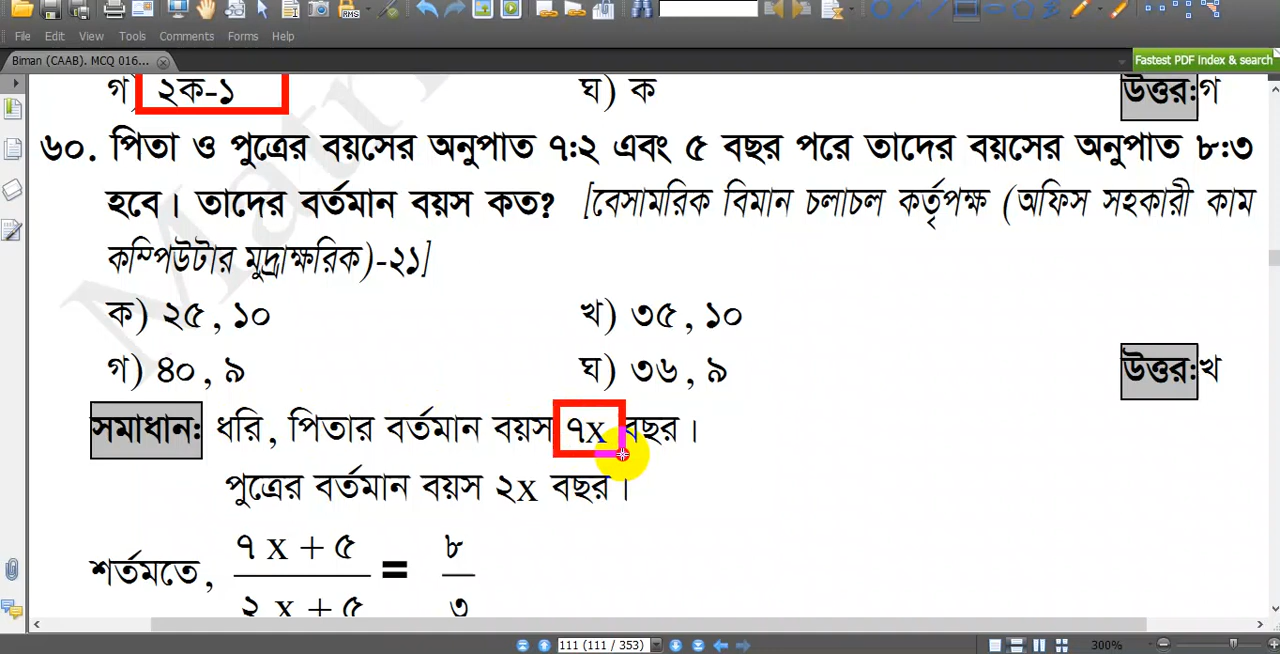 RMS
File Edit View Tools Comments Forms Help
Biman (CAAB). MCQ 016... Fastest PDF Index & search
গ) ২ক-১ ঘ) ক উত্তর:গ
৬০. পিতা ও পুত্রের বয়সের অনুপাত ৭:২ এবং ৫ বছর পরে তাদের বয়সের অনুপাত ৮:৩
হবে। তাদের বর্তমান বয়স কত? [বেসামরিক বিমান চলাচল কর্তৃপক্ষ (অফিস সহকারী কাম
কম্পিউটার মুদ্রাক্ষরিক)-২১]
ক) ২৫, ১০ খ) ৩৫, ১০
গ) ৪০, ৯ ঘ) ৩৬, ৯ উত্তর:খ
সমাধান: ধরি, পিতার বর্তমান বয়স ৭x বছর।
পুত্রের বর্তমান বয়স ২x বছর।
শর্তমতে, ৭x + ৫ / ২x + ৫ = ৮ / ৩
111 (111 / 353) 300%